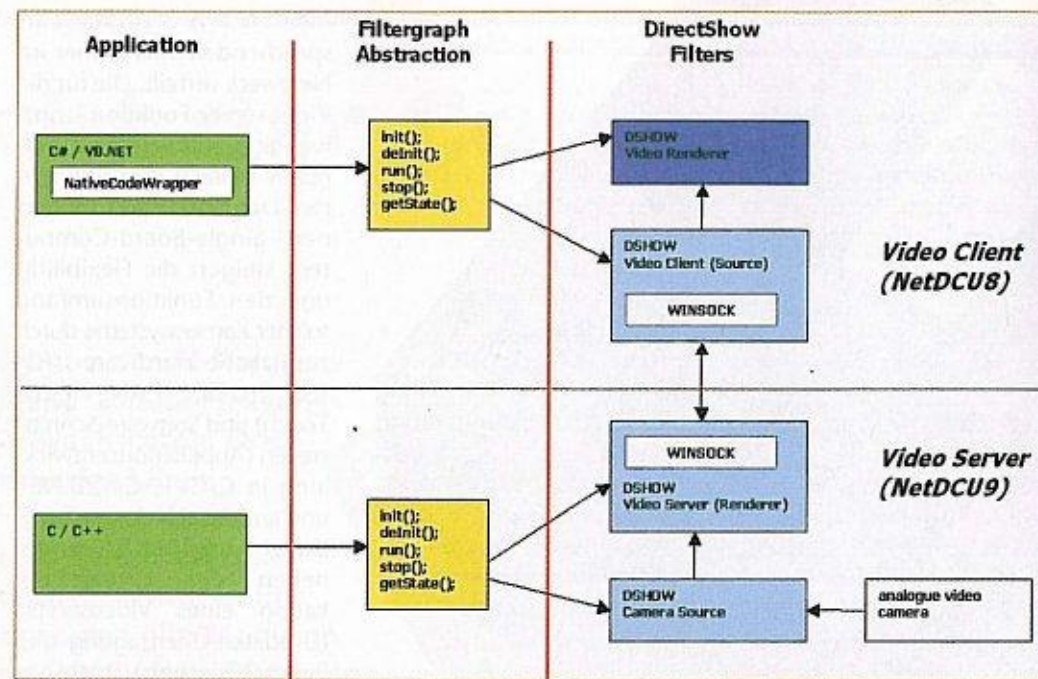 Application
Filtergraph
Abstraction
DirectShow
Filters
C# / VB.NET
NativeCodeWrapper
init();
deInit();
run();
stop();
getState();
DSHOW
Video Renderer
DSHOW
Video Client (Source)
WINSOCK
Video Client
(NetDCU8)
C / C++
init();
deInit();
run();
stop();
getState();
WINSOCK
DSHOW
Video Server (Renderer)
Video Server
(NetDCU9)
DSHOW
Camera Source
analogue video
camera